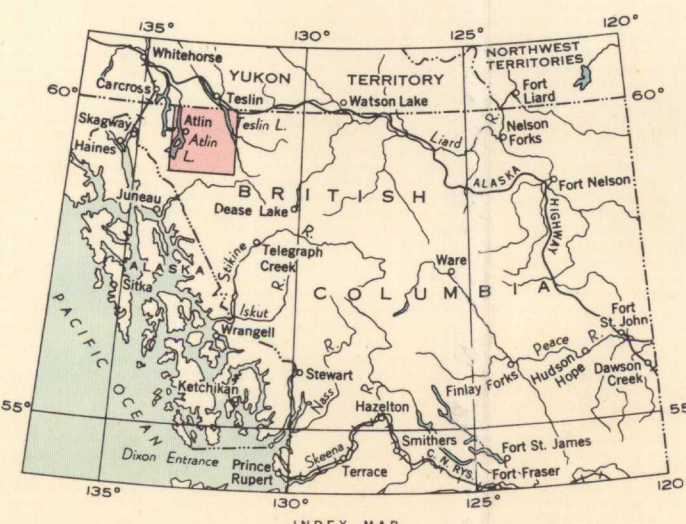 135°
130°
125°
120°
Whitehorse
NORTHWEST
TERRITORIES
YUKON TERRITORY
Carcross
Teslin
Watson Lake
Fort
Liard
60°
60°
Skagway
Atlin
Atlin
L.
Teslin L.
Liard R.
Nelson
Forks
Haines
ALASKA HIGHWAY
Fort Nelson
Juneau
BRITISH
Dease Lake
Stikine R.
Telegraph
Creek
Ware
ALASKA
Sitka
R.
COLUMBIA
Iskut
Wrangell
Fort
St. John
PACIFIC OCEAN
Peace R.
Hudson
Hope
Dawson
Creek
Stewart
Finlay Forks
Ketchikan
Nass R.
Hazelton
55°
55°
Smithers
Fort St. James
Dixon Entrance
Prince
Rupert
Skeena R.
Terrace
C. N. RYS.
Fort Fraser
135°
130°
125°
120°
INDEX MAP